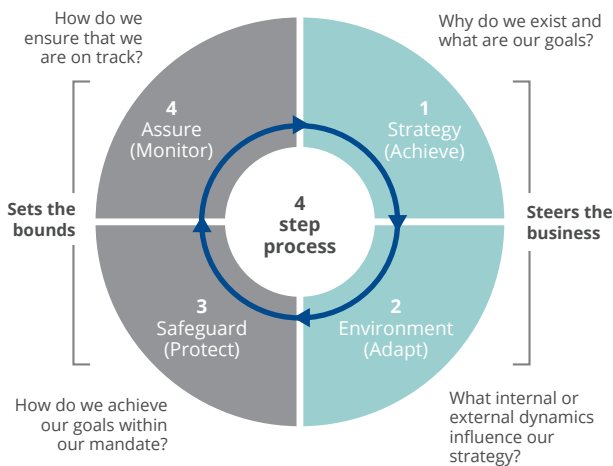 How do we
ensure that we
are on track?
Why do we exist and
what are our goals?
4
Assure
(Monitor)
1
Strategy
(Achieve)
Sets the
bounds
4
step
process
Steers the
business
3
Safeguard
(Protect)
2
Environment
(Adapt)
How do we achieve
our goals within
our mandate?
What internal or
external dynamics
influence our
strategy?